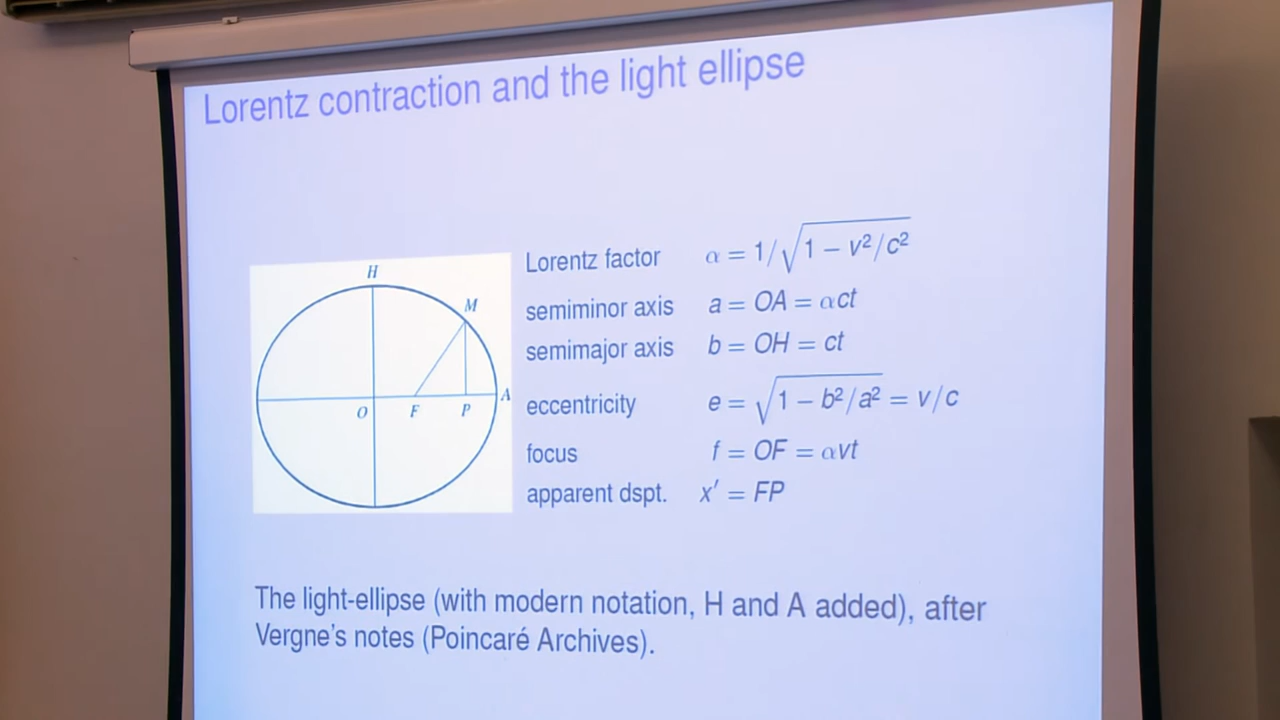 Lorentz contraction and the light ellipse
H
M
O F P A
Lorentz factor α = 1/√1 − v²/c²
semiminor axis a = OA = αct
semimajor axis b = OH = ct
eccentricity e = √1 − b²/a² = v/c
focus f = OF = αvt
apparent dspt. x′ = FP
The light-ellipse (with modern notation, H and A added), after
Vergne's notes (Poincaré Archives).